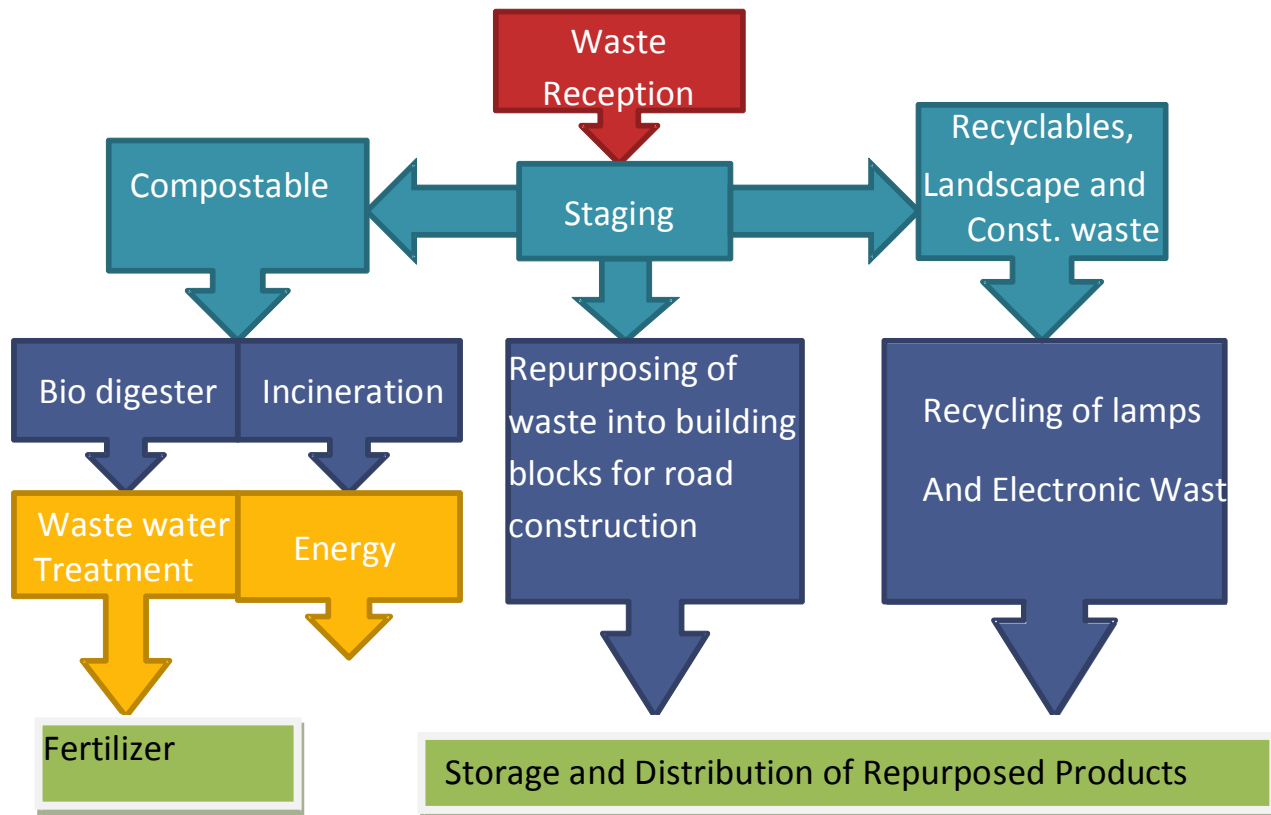 Waste
Reception
Compostable
Staging
Recyclables,
Landscape and
Const. waste
Bio digester
Incineration
Repurposing of
waste into building
blocks for road
construction
Recycling of lamps
And Electronic Wast
Waste water
Treatment
Energy
Fertilizer
Storage and Distribution of Repurposed Products